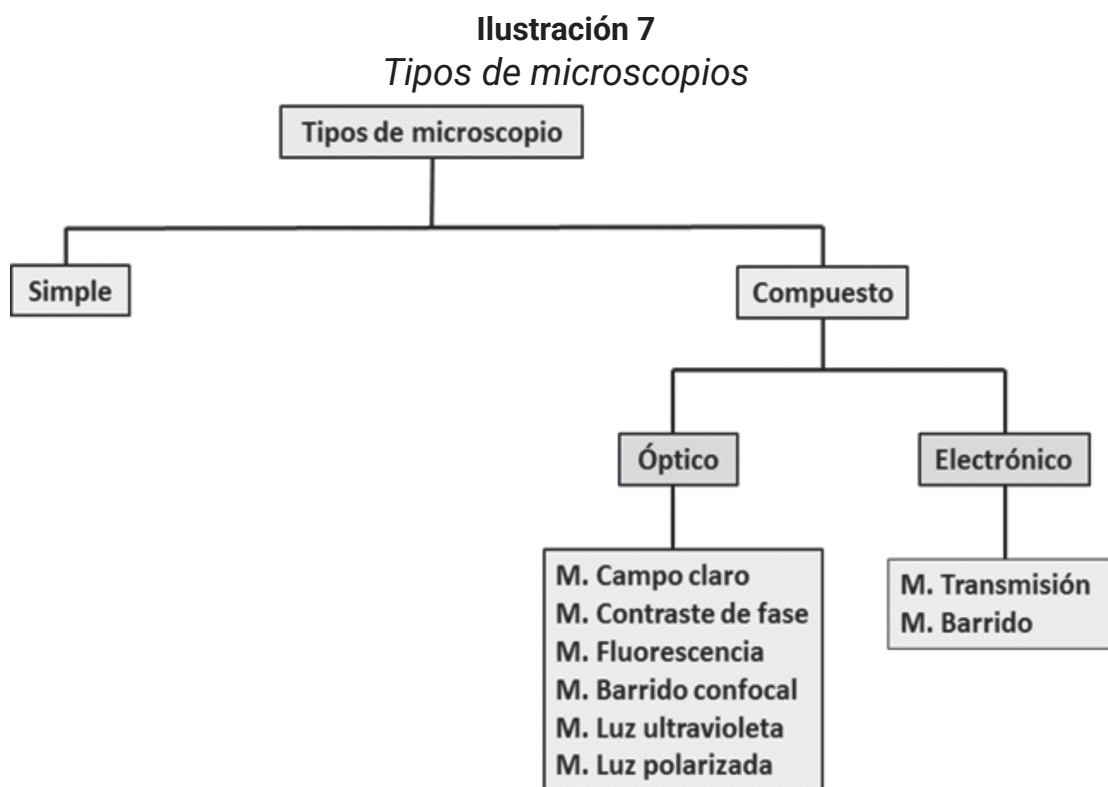 Ilustración 7
Tipos de microscopios
Tipos de microscopio
Simple
Compuesto
Óptico
Electrónico
M. Campo claro
M. Contraste de fase
M. Fluorescencia
M. Barrido confocal
M. Luz ultravioleta
M. Luz polarizada
M. Transmisión
M. Barrido